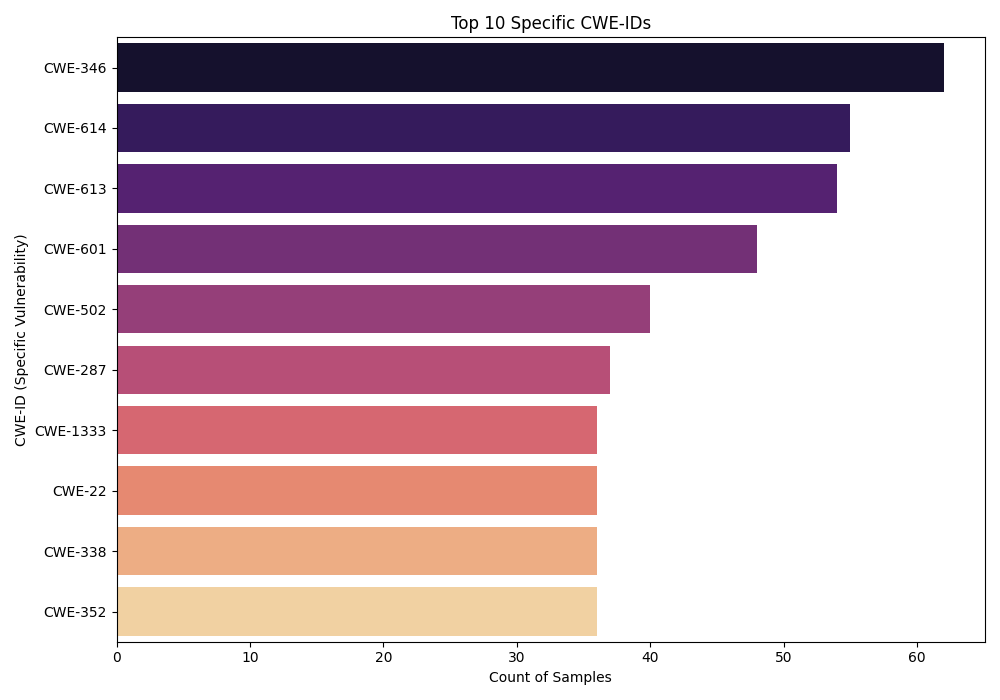 Top 10 Specific CWE-IDs
CWE-ID (Specific Vulnerability)
CWE-346
CWE-614
CWE-613
CWE-601
CWE-502
CWE-287
CWE-1333
CWE-22
CWE-338
CWE-352
0 10 20 30 40 50 60
Count of Samples